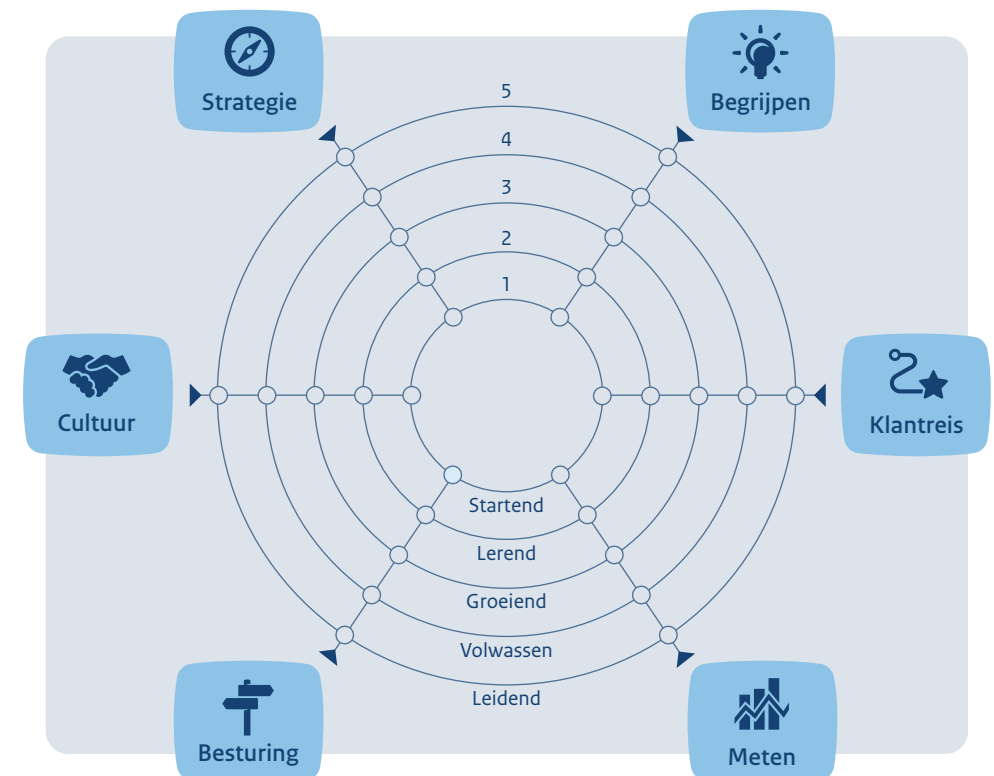 Strategie
Begrijpen
5
4
3
2
1
Cultuur
Klantreis
Startend
Lerend
Groeiend
Volwassen
Leidend
Besturing
Meten